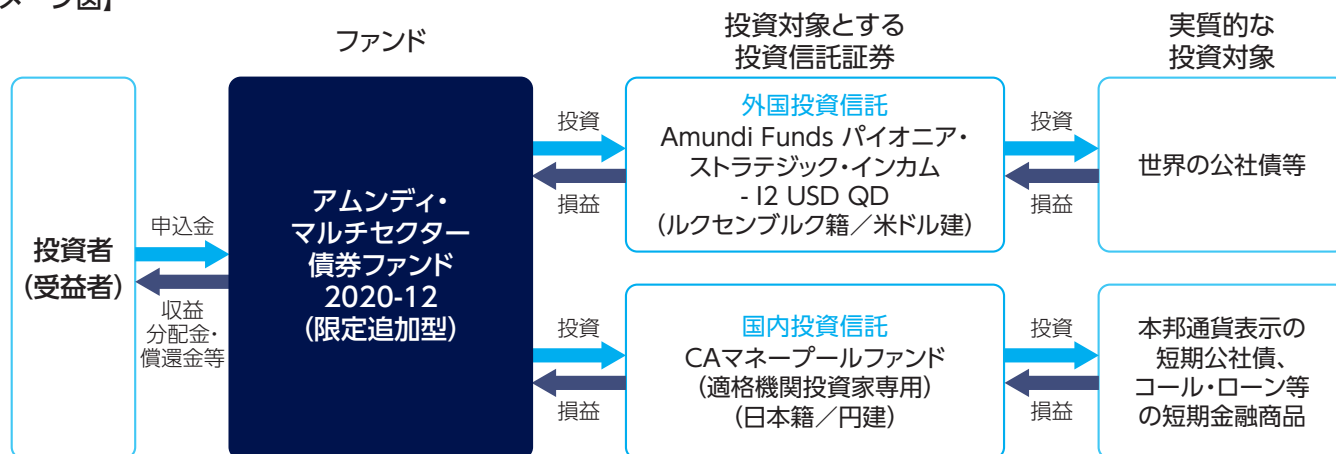 メージ図】
ファンド
投資対象とする
投資信託証券
実質的な
投資対象
投資者
（受益者）
申込金
収益
分配金・
償還金等
アムンディ・
マルチセクター
債券ファンド
2020-12
（限定追加型）
投資
損益
外国投資信託
Amundi Funds パイオニア・
ストラテジック・インカム
- I2 USD QD
（ルクセンブルク籍／米ドル建）
投資
損益
世界の公社債等
投資
損益
国内投資信託
CAマネープールファンド
（適格機関投資家専用）
（日本籍／円建）
投資
損益
本邦通貨表示の
短期公社債、
コール・ローン等
の短期金融商品